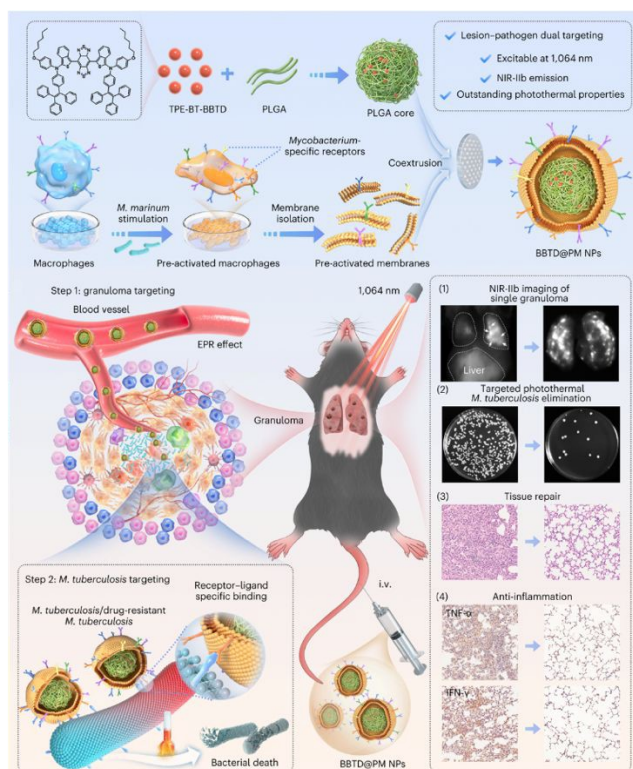 Lesion–pathogen dual targeting
Excitable at 1,064 nm
NIR-IIb emission
Outstanding photothermal properties
TPE-BT-BBTD
+
PLGA
PLGA core
Mycobacterium-
specific receptors
Coextrusion
M. marinum
stimulation
Membrane
isolation
Macrophages
Pre-activated macrophages
Pre-activated membranes
BBTD@PM NPs
Step 1: granuloma targeting
Blood vessel
EPR effect
Granuloma
1,064 nm
(1)
NIR-IIb imaging of
single granuloma
Liver
(2)
Targeted photothermal
M. tuberculosis elimination
(3)
Tissue repair
(4)
Anti-inflammation
TNF-α
IFN-γ
Step 2: M. tuberculosis targeting
Receptor–ligand
specific binding
M. tuberculosis/drug-resistant
M. tuberculosis
Bacterial death
i.v.
BBTD@PM NPs